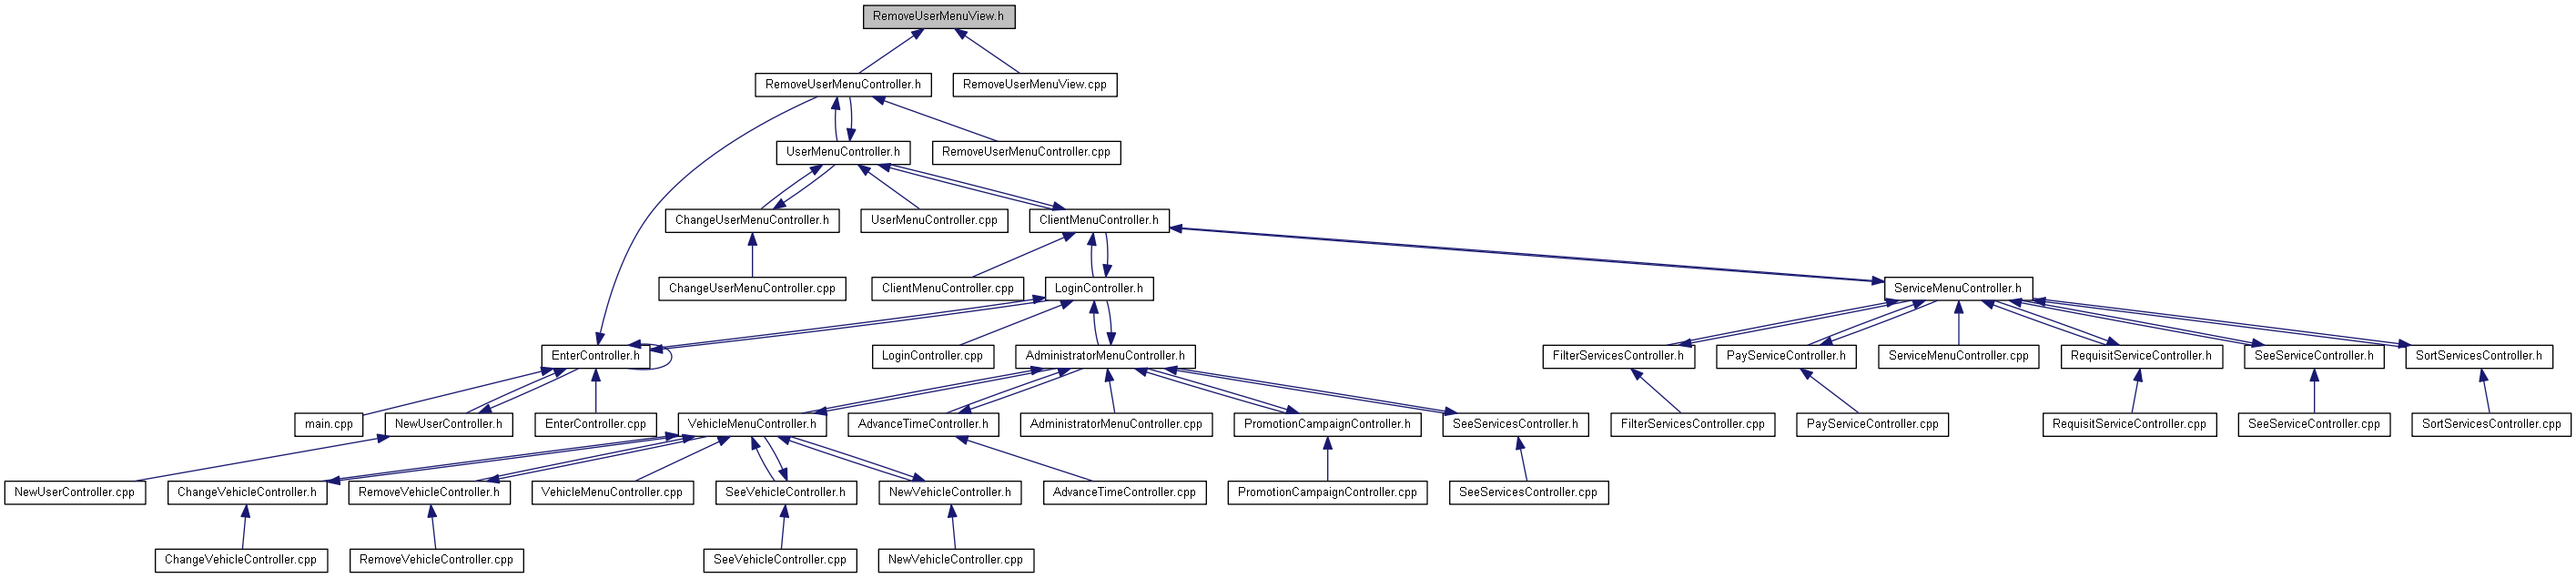 RemoveUserMenuView.h
RemoveUserMenuController.h
RemoveUserMenuView.cpp
UserMenuController.h
RemoveUserMenuController.cpp
ChangeUserMenuController.h
UserMenuController.cpp
ClientMenuController.h
ChangeUserMenuController.cpp
ClientMenuController.cpp
LoginController.h
ServiceMenuController.h
EnterController.h
LoginController.cpp
AdministratorMenuController.h
FilterServicesController.h
PayServiceController.h
ServiceMenuController.cpp
RequisitServiceController.h
SeeServiceController.h
SortServicesController.h
main.cpp
NewUserController.h
EnterController.cpp
VehicleMenuController.h
AdvanceTimeController.h
AdministratorMenuController.cpp
PromotionCampaignController.h
SeeServicesController.h
FilterServicesController.cpp
PayServiceController.cpp
RequisitServiceController.cpp
SeeServiceController.cpp
SortServicesController.cpp
NewUserController.cpp
ChangeVehicleController.h
RemoveVehicleController.h
VehicleMenuController.cpp
SeeVehicleController.h
NewVehicleController.h
AdvanceTimeController.cpp
PromotionCampaignController.cpp
SeeServicesController.cpp
ChangeVehicleController.cpp
RemoveVehicleController.cpp
SeeVehicleController.cpp
NewVehicleController.cpp